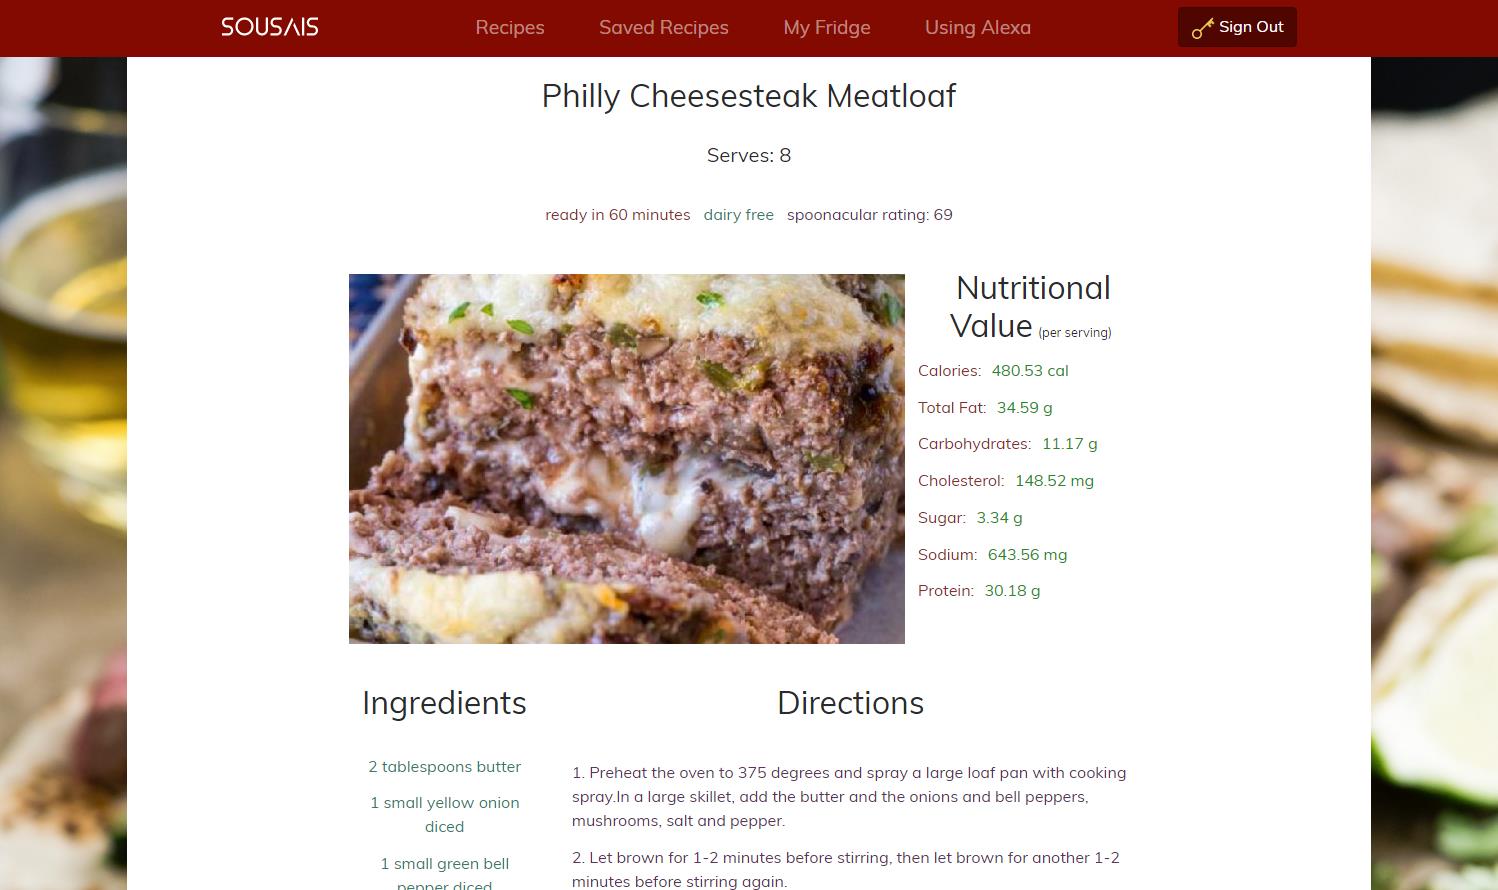 SOUSAIS
Recipes
Saved Recipes
My Fridge
Using Alexa
Sign Out
Philly Cheesesteak Meatloaf
Serves: 8
ready in 60 minutes dairy free spoonacular rating: 69
Nutritional
Value (per serving)
Calories: 480.53 cal
Total Fat: 34.59 g
Carbohydrates: 11.17 g
Cholesterol: 148.52 mg
Sugar: 3.34 g
Sodium: 643.56 mg
Protein: 30.18 g
Ingredients
2 tablespoons butter
1 small yellow onion
diced
1 small green bell
pepper diced
Directions
1. Preheat the oven to 375 degrees and spray a large loaf pan with cooking
spray.In a large skillet, add the butter and the onions and bell peppers,
mushrooms, salt and pepper.
2. Let brown for 1-2 minutes before stirring, then let brown for another 1-2
minutes before stirring again.